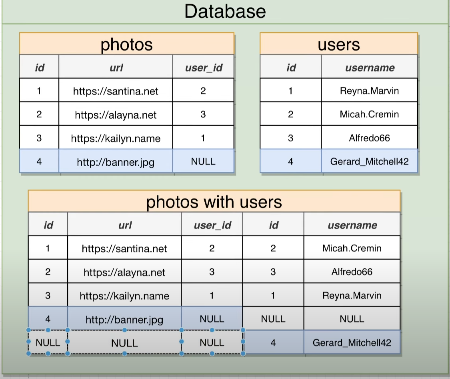 Database
photos
id url user_id
1 https://santina.net 2
2 https://alayna.net 3
3 https://kailyn.name 1
4 http://banner.jpg NULL
users
id username
1 Reyna.Marvin
2 Micah.Cremin
3 Alfredo66
4 Gerard_Mitchell42
photos with users
id url user_id id username
1 https://santina.net 2 2 Micah.Cremin
2 https://alayna.net 3 3 Alfredo66
3 https://kailyn.name 1 1 Reyna.Marvin
4 http://banner.jpg NULL NULL NULL
NULL NULL NULL 4 Gerard_Mitchell42